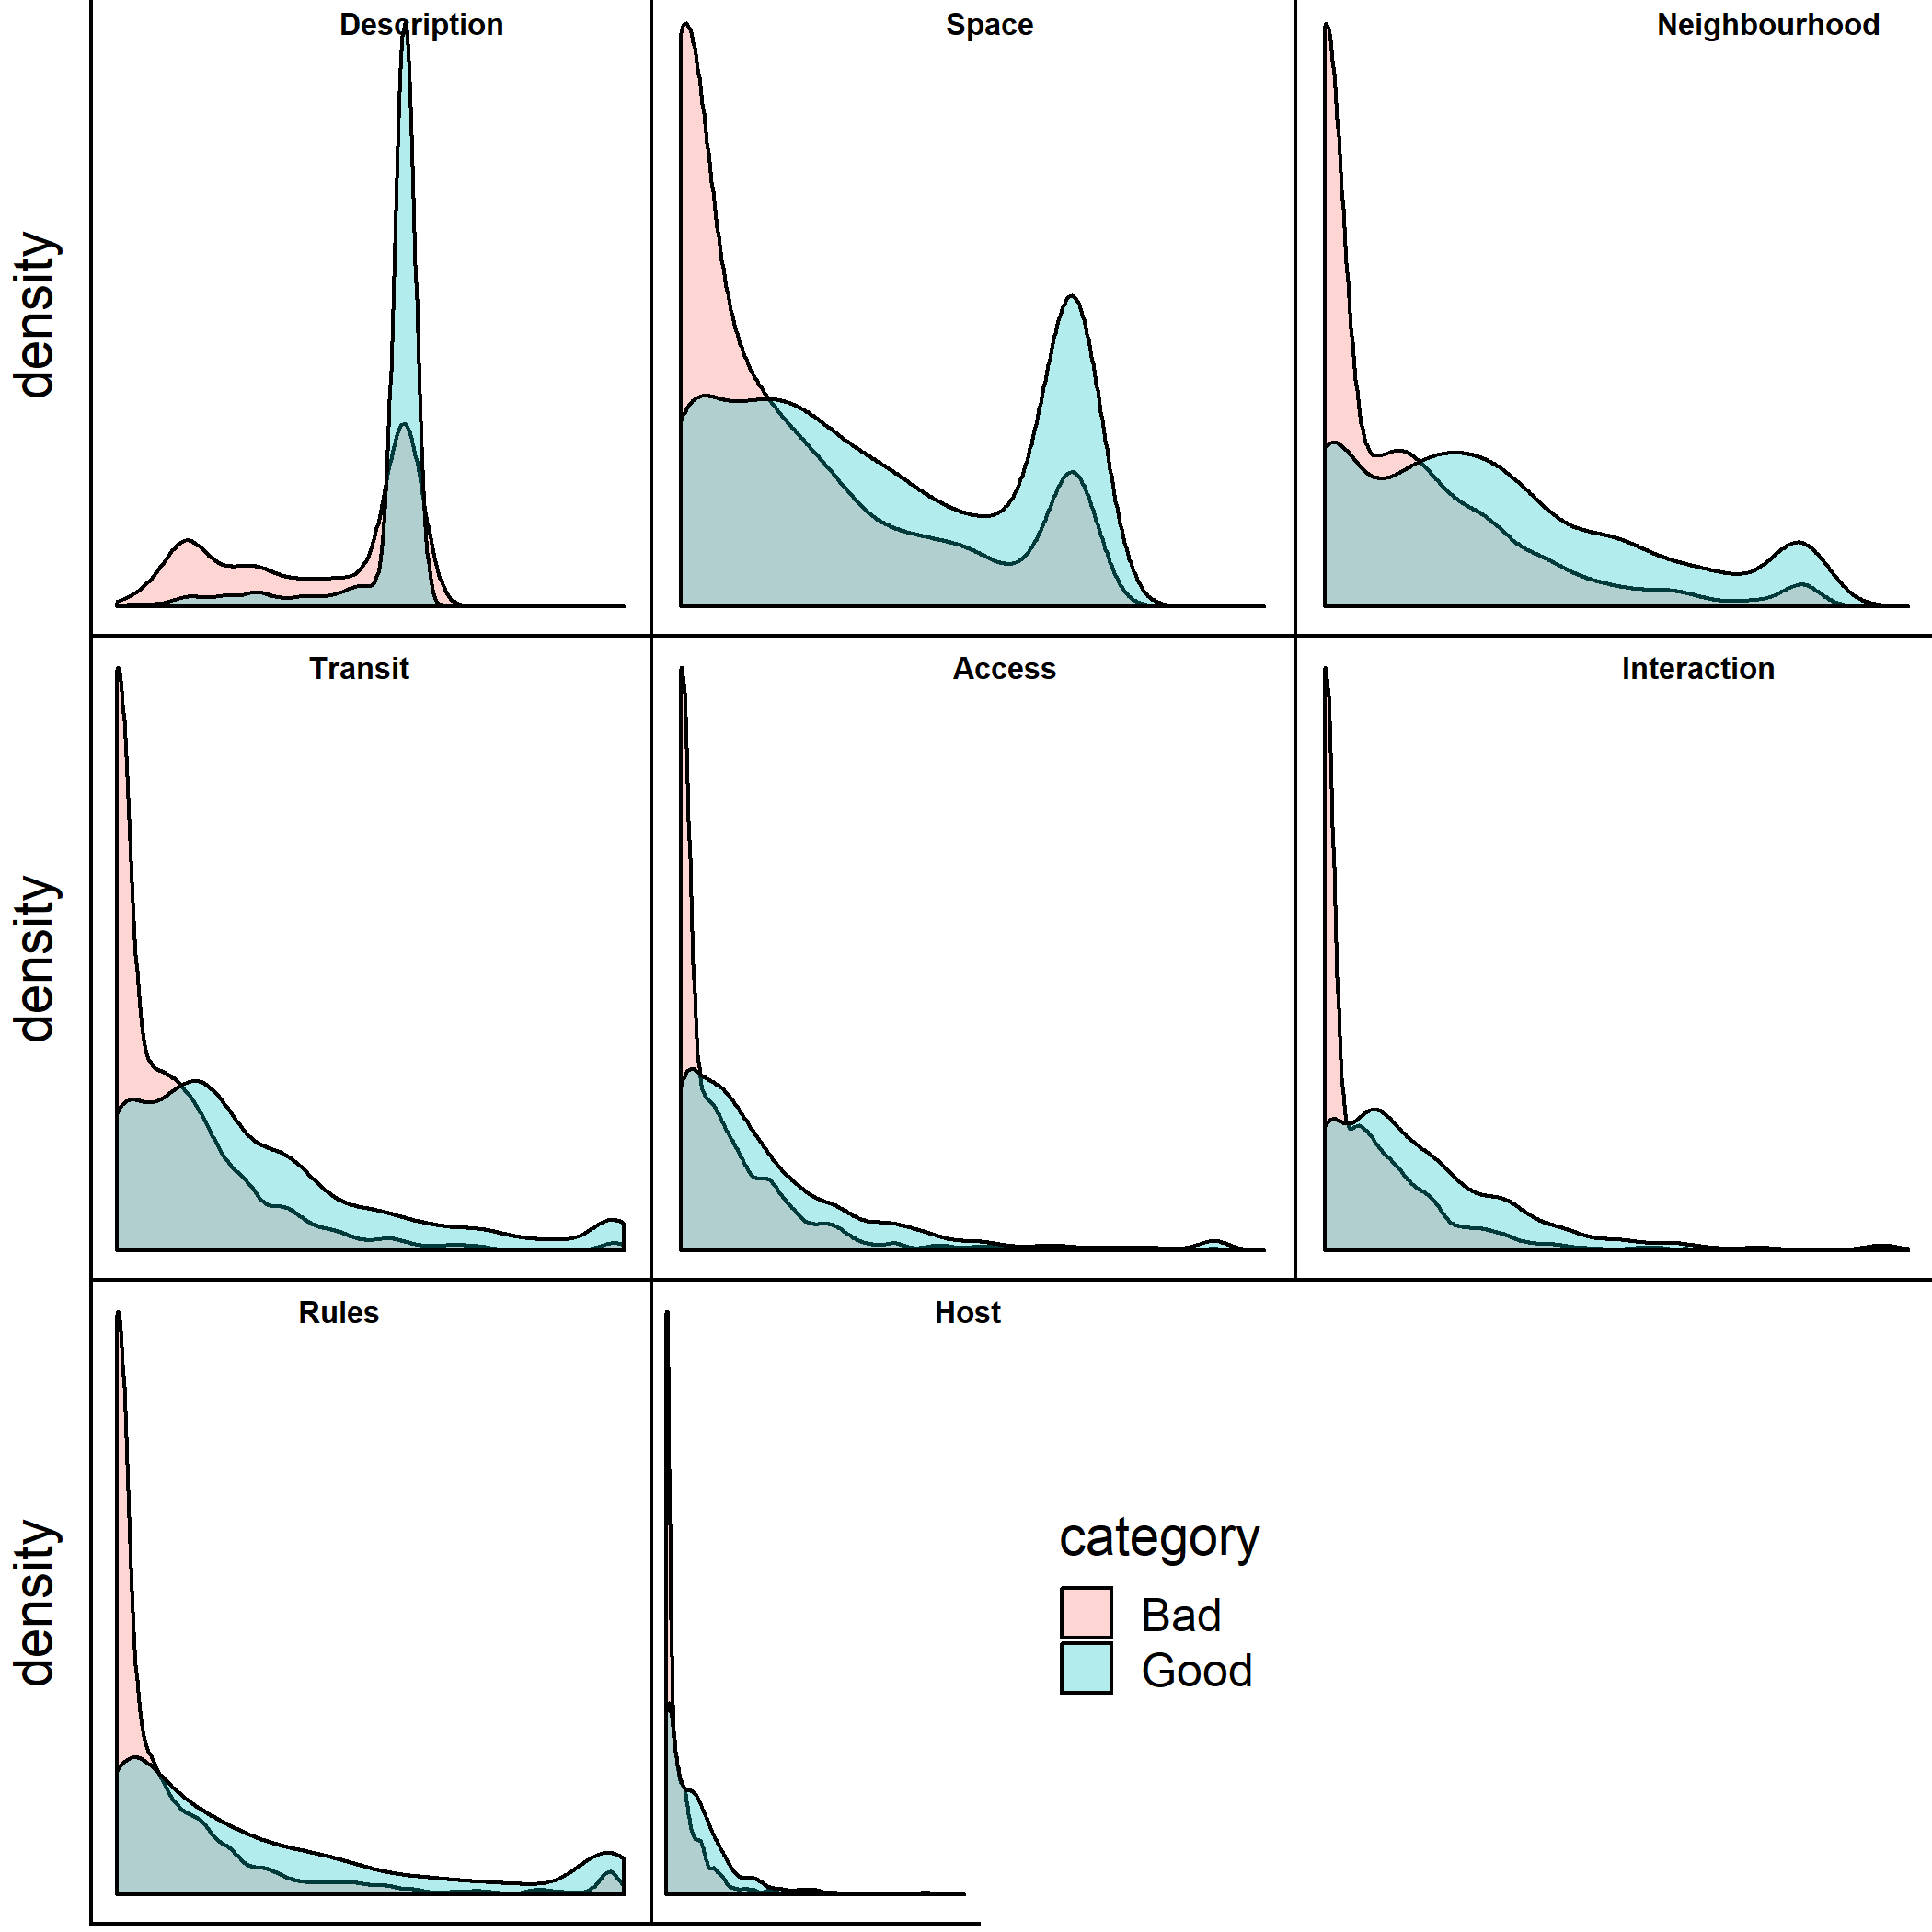 Description
Space
Neighbourhood
density
Transit
Access
Interaction
density
Rules
Host
density
category
Bad
Good